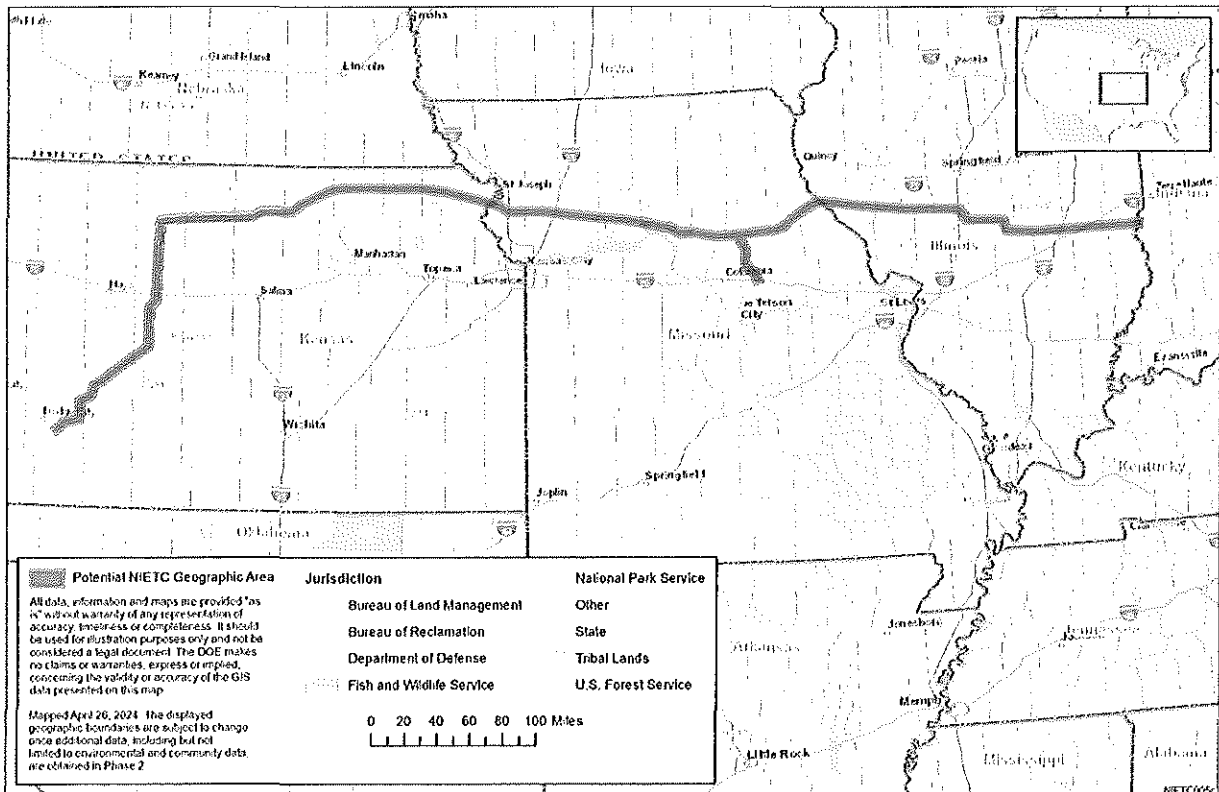 Grand Island
Kearney
Lincoln
Nebraska
Iowa
Peoria
UNITED STATES
Quincy
Springfield
Terre Haute
Indiana
St Joseph
Manhattan
Topeka
Lawrence
Columbia
Illinois
Salina
Jefferson
City
St Louis
Kansas
Missouri
Evansville
Wichita
Springfield
Kentucky
Joplin
Oklahoma
Jonesboro
Tennessee
Arkansas
Memphis
Little Rock
Mississippi
Alabama
Potential NIETC Geographic Area
All data, information and maps are provided "as
is" without warranty of any representation of
accuracy, timeliness or completeness. It should
be used for illustration purposes only and not be
considered a legal document. The DOE makes
no claims or warranties, express or implied,
concerning the validity or accuracy of the GIS
data presented on this map
Mapped April 26, 2024. The displayed
geographic boundaries are subject to change
once additional data, including but not
limited to environmental and community data,
are obtained in Phase 2
Jurisdiction
Bureau of Land Management
Bureau of Reclamation
Department of Defense
Fish and Wildlife Service
National Park Service
Other
State
Tribal Lands
U.S. Forest Service
0 20 40 60 80 100 Miles